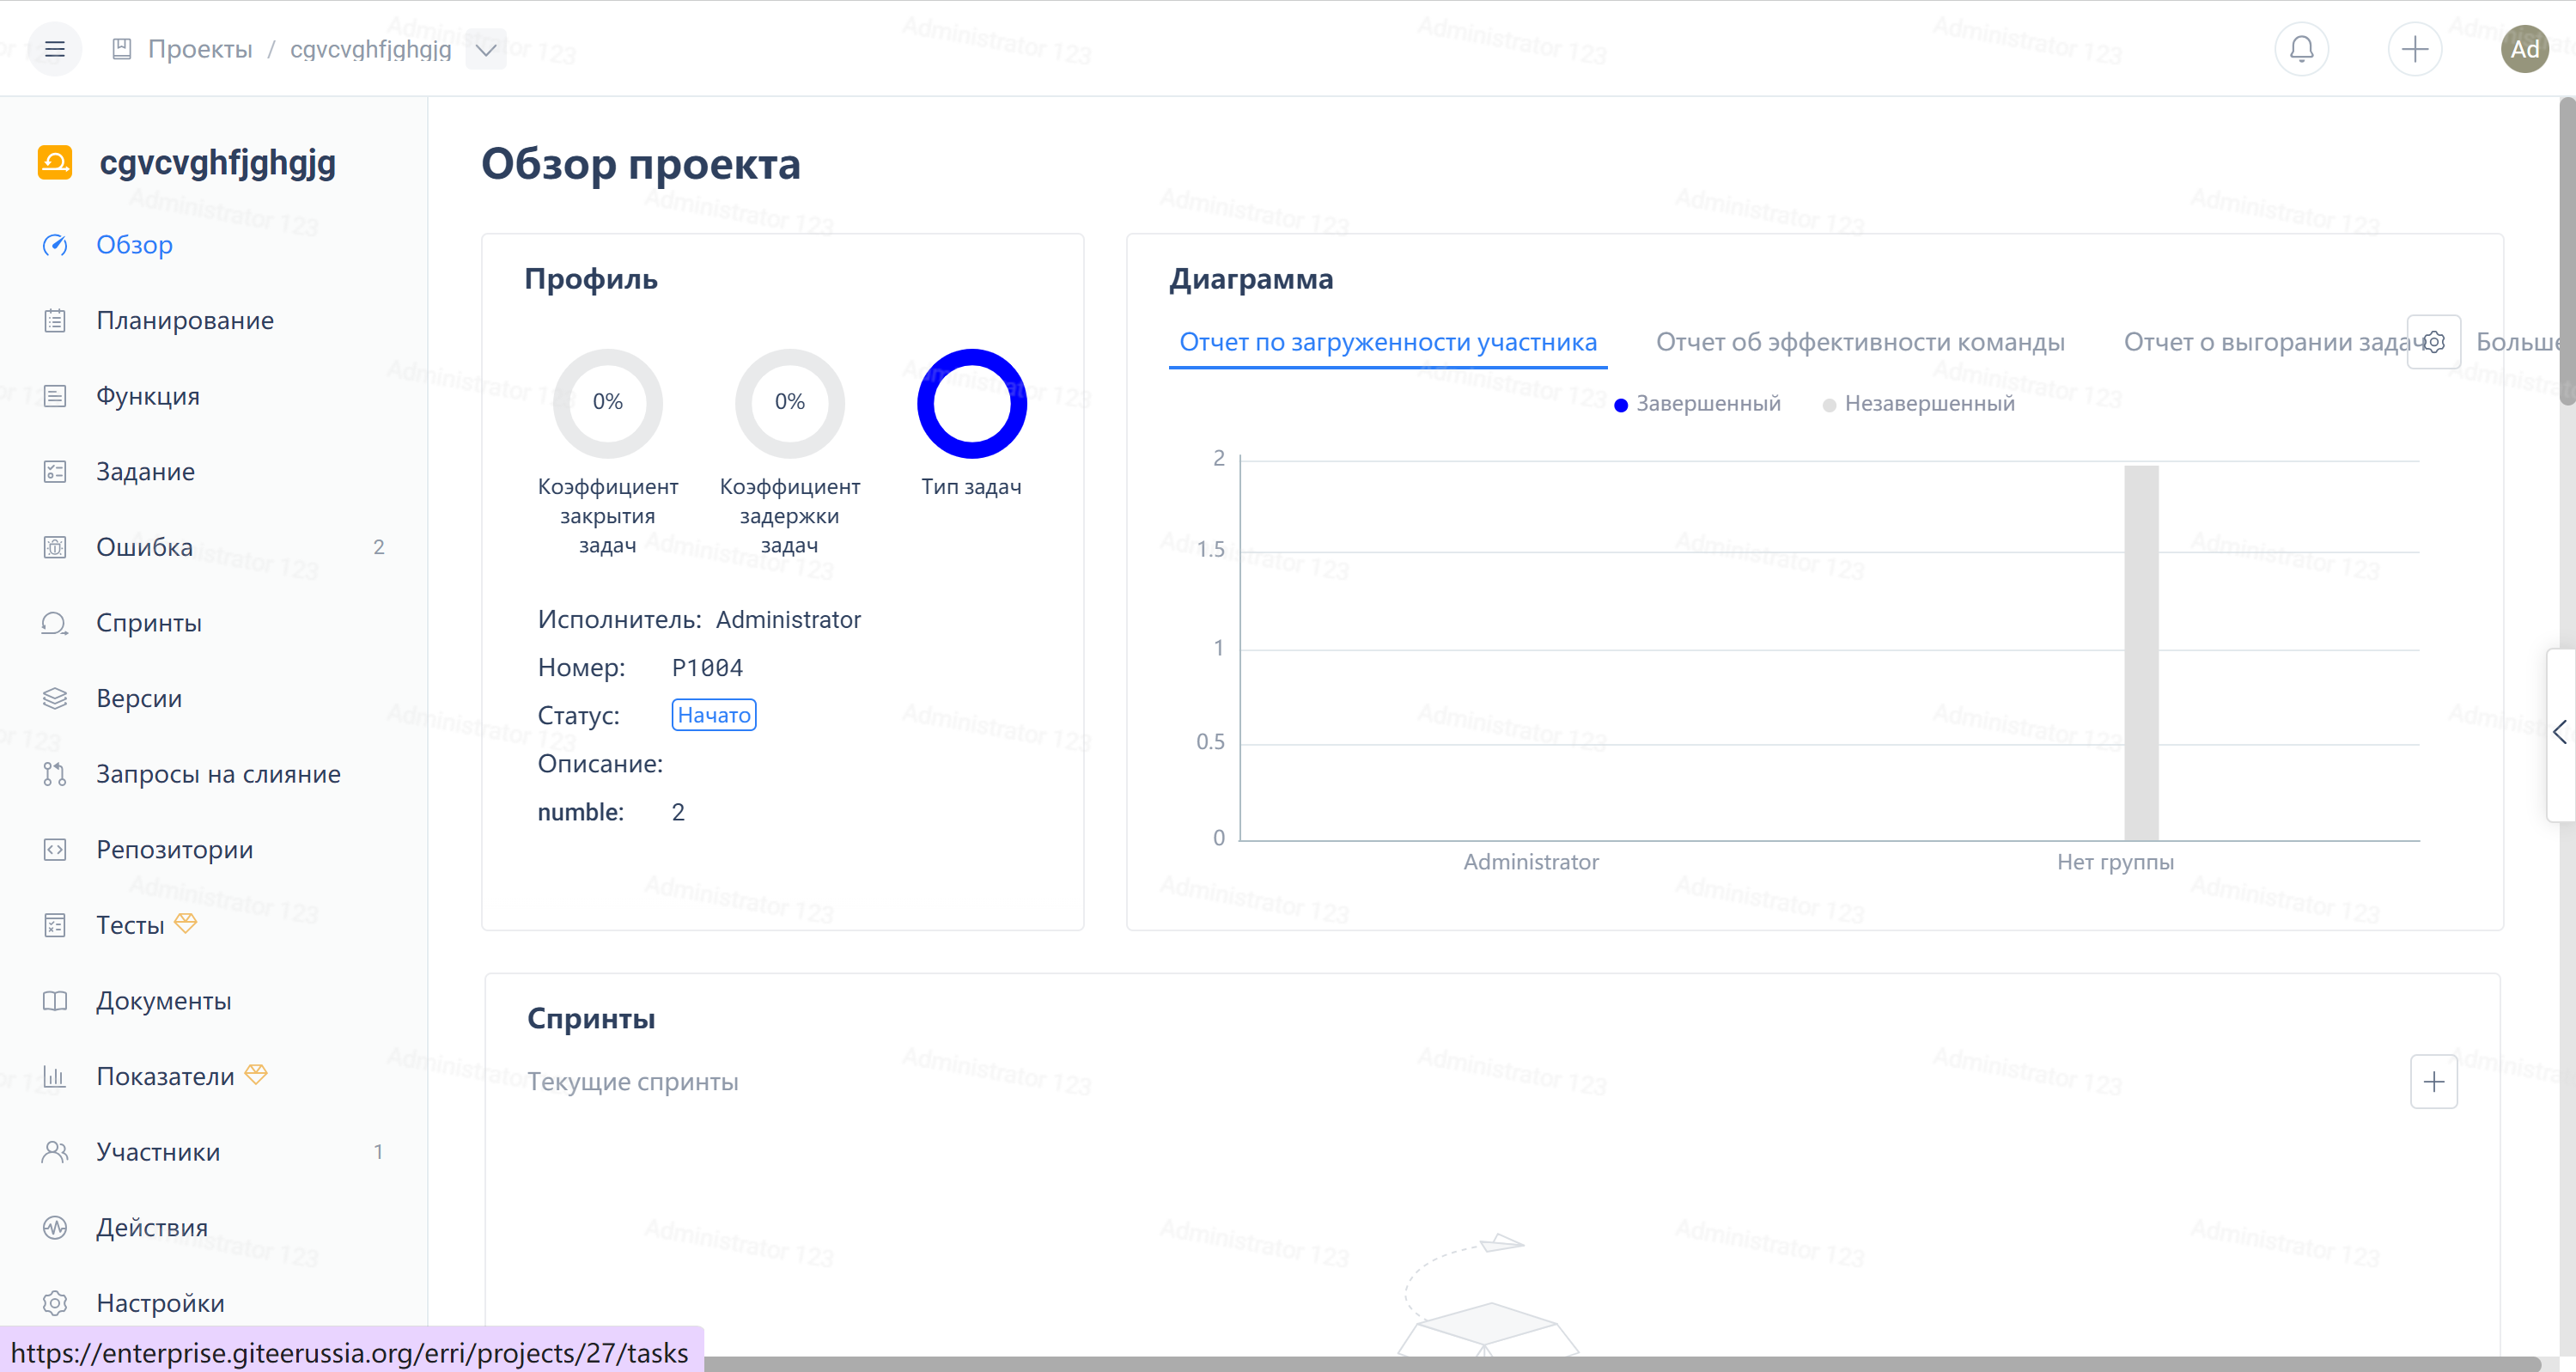 Проекты / cgvcvghfjghgjg
Ad
cgvcvghfjghgjg
Обзор
Планирование
Функция
Задание
Ошибка 2
Спринты
Версии
Запросы на слияние
Репозитории
Тесты
Документы
Показатели
Участники 1
Действия
Настройки
https://enterprise.giteerussia.org/erri/projects/27/tasks
Обзор проекта
Профиль
0%
Коэффициент
закрытия
задач
0%
Коэффициент
задержки
задач
Тип задач
Исполнитель: Administrator
Номер: P1004
Статус: Начато
Описание:
numble: 2
Диаграмма
Отчет по загруженности участника Отчет об эффективности команды Отчет о выгорании задач Больше
Завершенный Незавершенный
2
1.5
1
0.5
0
Administrator Нет группы
Спринты
Текущие спринты
Administrator 123